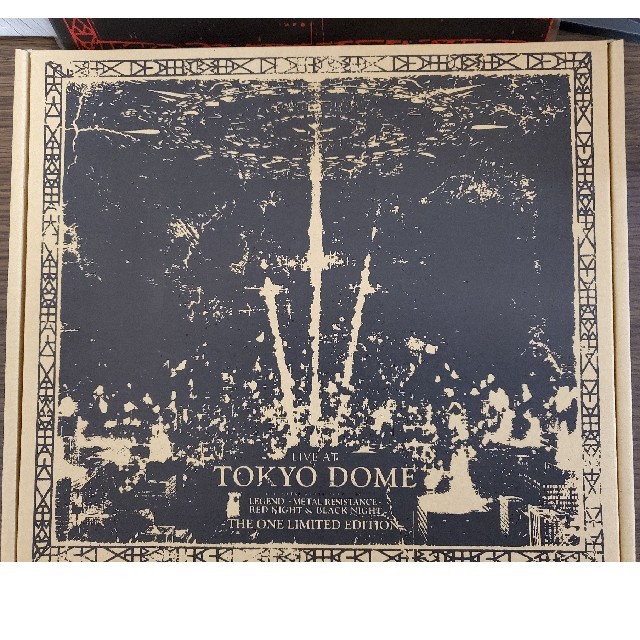 LIVE AT
TOKYO DOME
LEGEND - METAL RESISTANCE -
RED NIGHT & BLACK NIGHT
THE ONE LIMITED EDITION